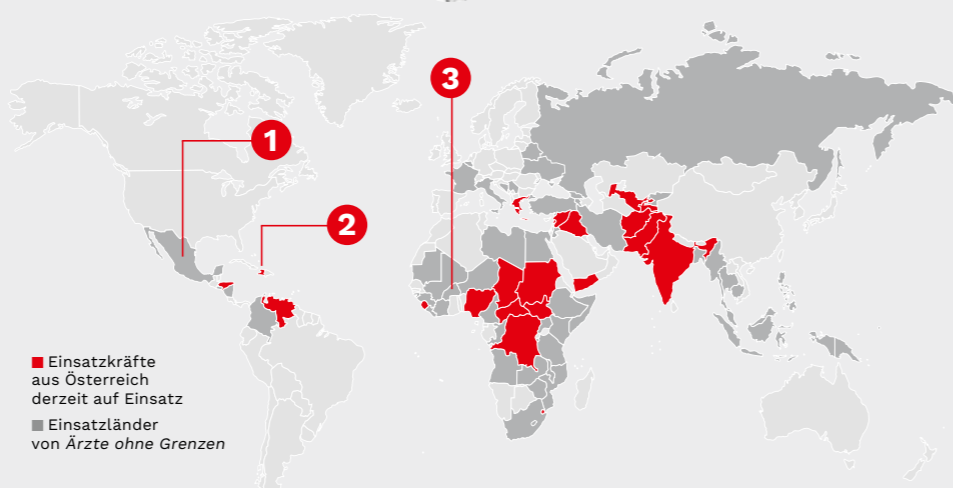 3
1
2
Einsatzkräfte
aus Österreich
derzeit auf Einsatz
Einsatzländer
von Ärzte ohne Grenzen